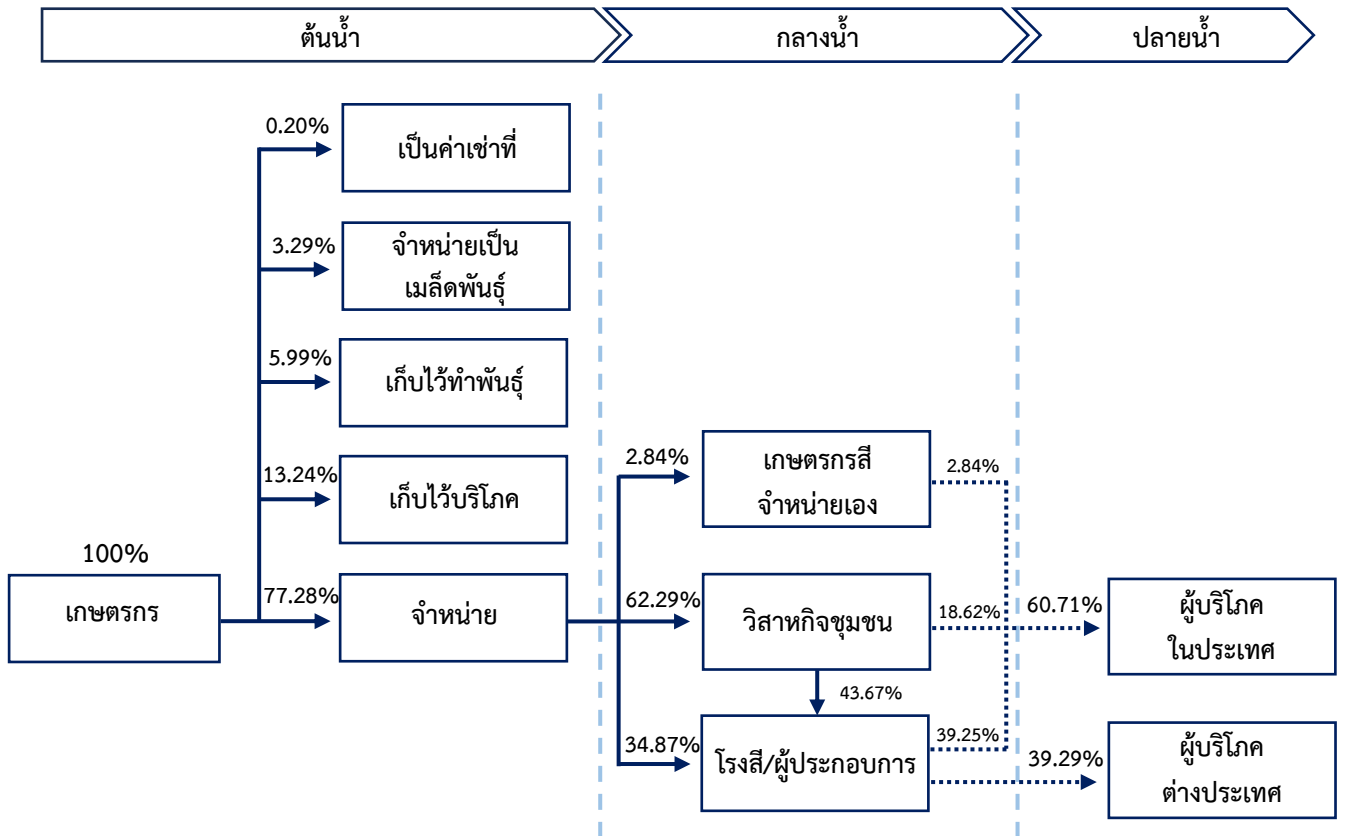 ต้นน้ำ
กลางน้ำ
ปลายน้ำ
0.20%
เป็นค่าเช่าที่
3.29%
จำหน่ายเป็น
เมล็ดพันธุ์
5.99%
เก็บไว้ทำพันธุ์
13.24%
เก็บไว้บริโภค
100%
เกษตรกร
77.28%
จำหน่าย
2.84%
เกษตรกรสี
จำหน่ายเอง
2.84%
62.29%
วิสาหกิจชุมชน
18.62%
60.71%
ผู้บริโภค
ในประเทศ
43.67%
34.87%
โรงสี/ผู้ประกอบการ
39.25%
39.29%
ผู้บริโภค
ต่างประเทศ